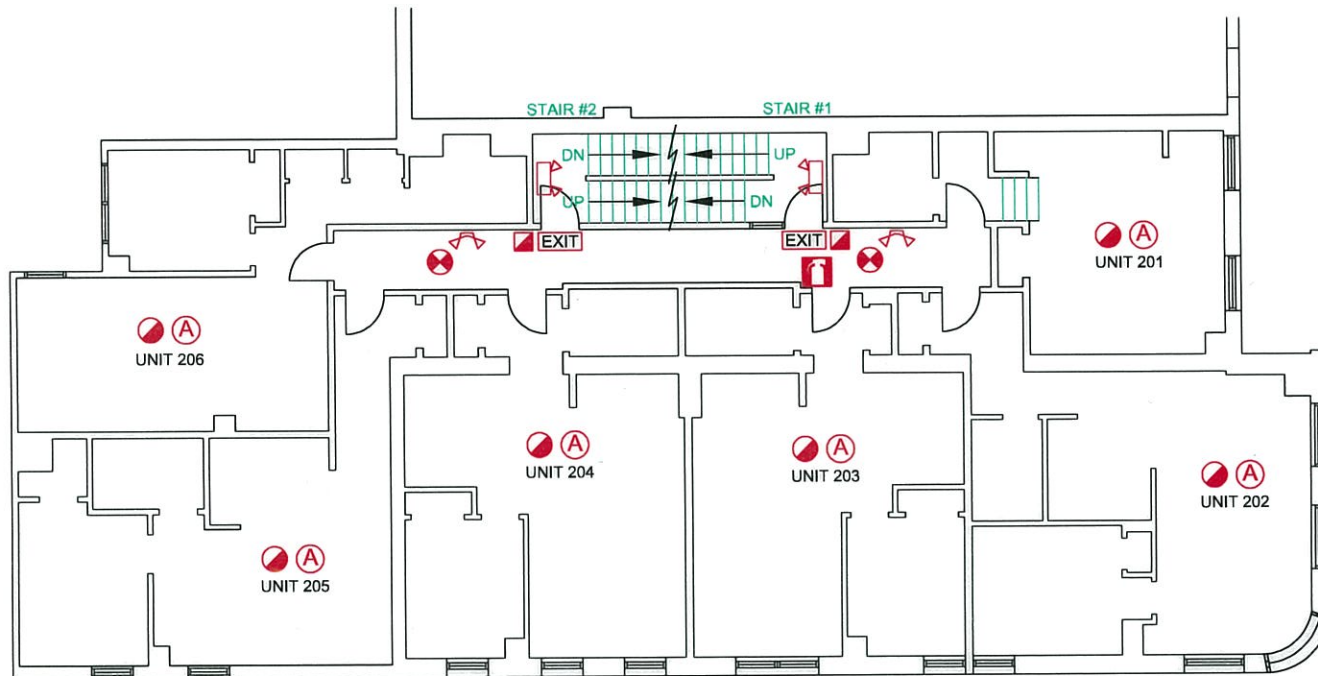 STAIR #2
STAIR #1
DN
UP
UP
DN
EXIT
EXIT
A
UNIT 201
A
UNIT 206
A
UNIT 204
A
UNIT 203
A
UNIT 202
A
UNIT 205